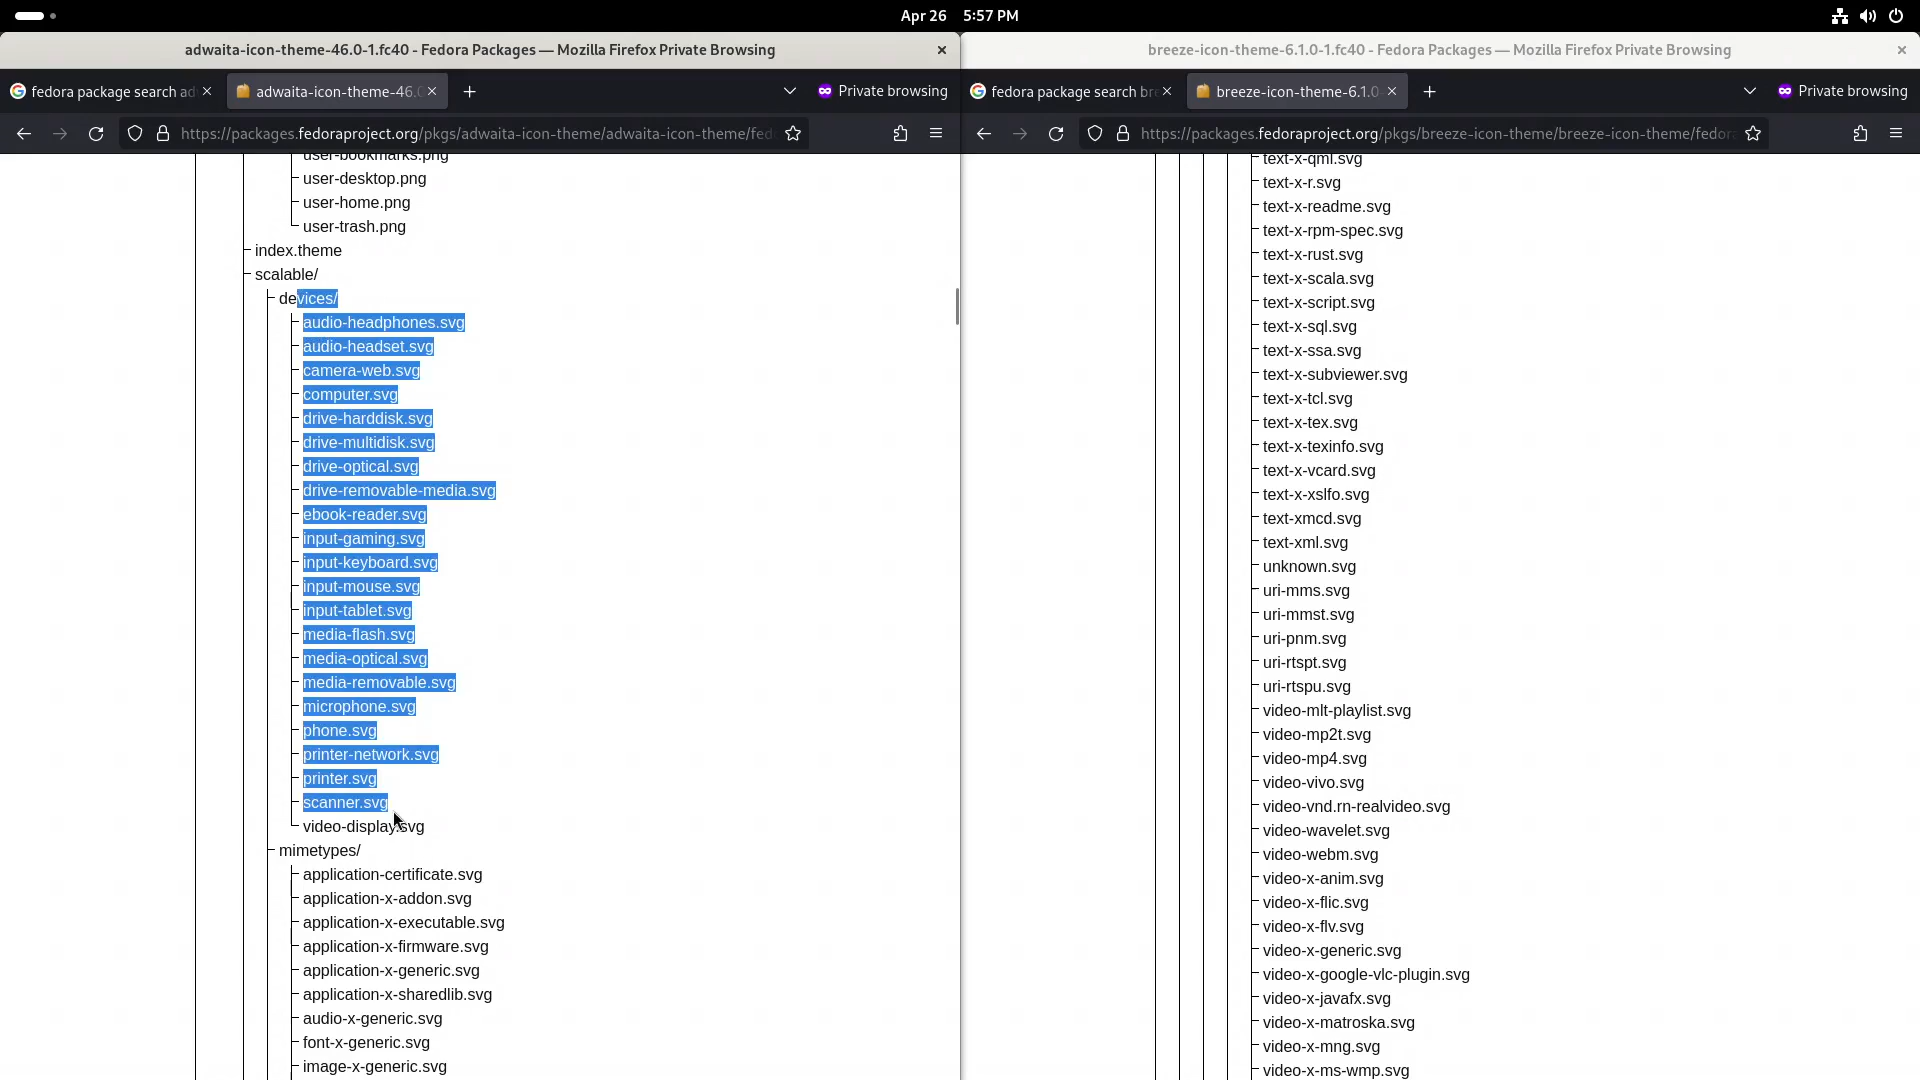 Apr 26 5:57 PM
adwaita-icon-theme-46.0-1.fc40 - Fedora Packages — Mozilla Firefox Private Browsing
fedora package search ad
adwaita-icon-theme-46.0
Private browsing
https://packages.fedoraproject.org/pkgs/adwaita-icon-theme/adwaita-icon-theme/fed
user-bookmarks.png
user-desktop.png
user-home.png
user-trash.png
index.theme
scalable/
devices/
audio-headphones.svg
audio-headset.svg
camera-web.svg
computer.svg
drive-harddisk.svg
drive-multidisk.svg
drive-optical.svg
drive-removable-media.svg
ebook-reader.svg
input-gaming.svg
input-keyboard.svg
input-mouse.svg
input-tablet.svg
media-flash.svg
media-optical.svg
media-removable.svg
microphone.svg
phone.svg
printer-network.svg
printer.svg
scanner.svg
video-display.svg
mimetypes/
application-certificate.svg
application-x-addon.svg
application-x-executable.svg
application-x-firmware.svg
application-x-generic.svg
application-x-sharedlib.svg
audio-x-generic.svg
font-x-generic.svg
image-x-generic.svg
breeze-icon-theme-6.1.0-1.fc40 - Fedora Packages — Mozilla Firefox Private Browsing
fedora package search bre
breeze-icon-theme-6.1.0
Private browsing
https://packages.fedoraproject.org/pkgs/breeze-icon-theme/breeze-icon-theme/fedor
text-x-qml.svg
text-x-r.svg
text-x-readme.svg
text-x-rpm-spec.svg
text-x-rust.svg
text-x-scala.svg
text-x-script.svg
text-x-sql.svg
text-x-ssa.svg
text-x-subviewer.svg
text-x-tcl.svg
text-x-tex.svg
text-x-texinfo.svg
text-x-vcard.svg
text-x-xslfo.svg
text-xmcd.svg
text-xml.svg
unknown.svg
uri-mms.svg
uri-mmst.svg
uri-pnm.svg
uri-rtspt.svg
uri-rtspu.svg
video-mlt-playlist.svg
video-mp2t.svg
video-mp4.svg
video-vivo.svg
video-vnd.rn-realvideo.svg
video-wavelet.svg
video-webm.svg
video-x-anim.svg
video-x-flic.svg
video-x-flv.svg
video-x-generic.svg
video-x-google-vlc-plugin.svg
video-x-javafx.svg
video-x-matroska.svg
video-x-mng.svg
video-x-ms-wmp.svg